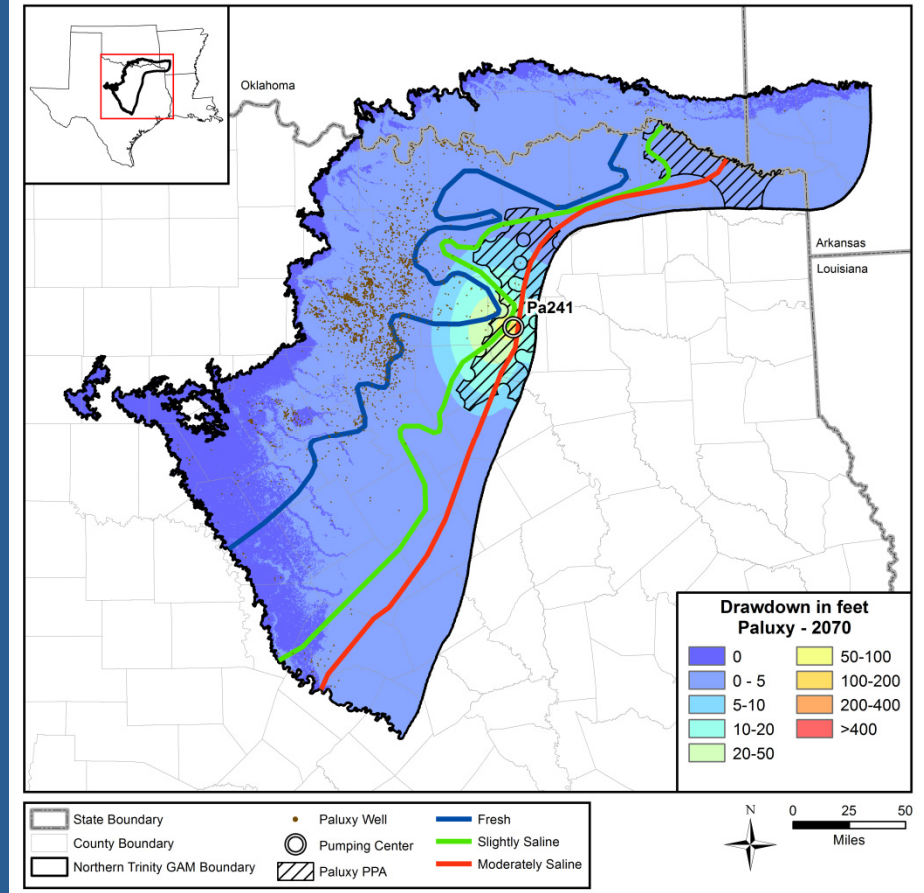 Oklahoma
Arkansas
Louisiana
Pa241
Drawdown in feet
Paluxy - 2070
0
0 - 5
5-10
10-20
20-50
50-100
100-200
200-400
>400
State Boundary
County Boundary
Northern Trinity GAM Boundary
Paluxy Well
Pumping Center
Paluxy PPA
Fresh
Slightly Saline
Moderately Saline
N
0 25 50
Miles